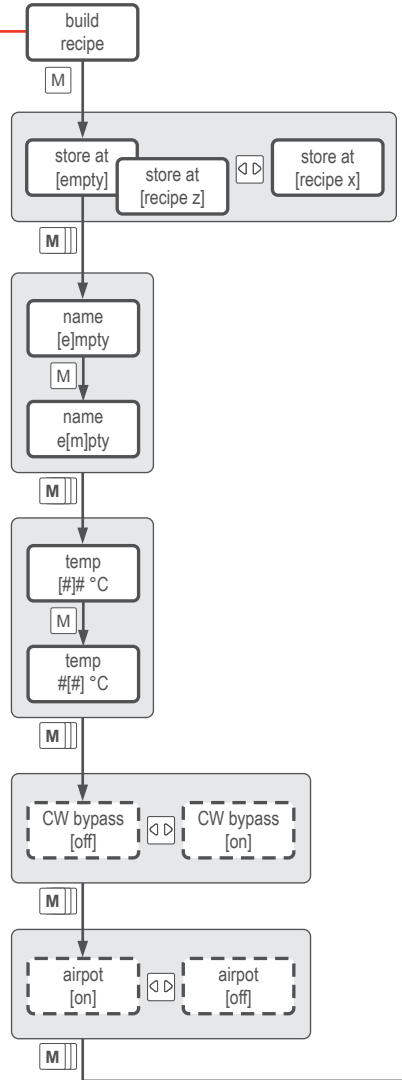 build
recipe
M
store at
[empty]
store at
[recipe z]
store at
[recipe x]
M
name
[e]mpty
M
name
e[m]pty
M
temp
[#]# °C
M
temp
#[#] °C
M
CW bypass
[off]
CW bypass
[on]
M
airpot
[on]
airpot
[off]
M